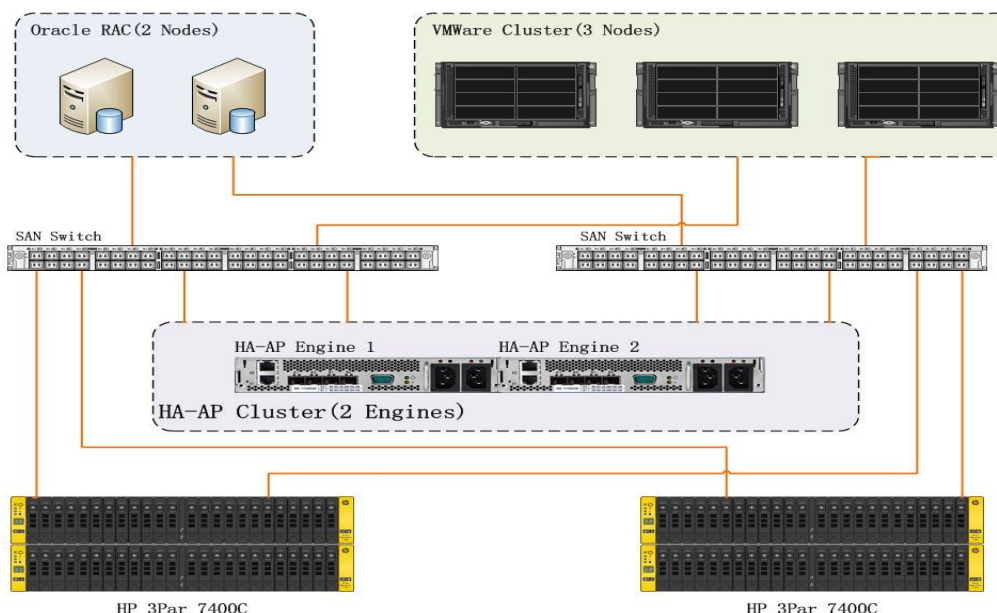 Oracle RAC(2 Nodes)
VMWare Cluster(3 Nodes)
SAN Switch
SAN Switch
HA-AP Engine 1
HA-AP Engine 2
HA-AP Cluster(2 Engines)
HP 3Par 7400C
HP 3Par 7400C